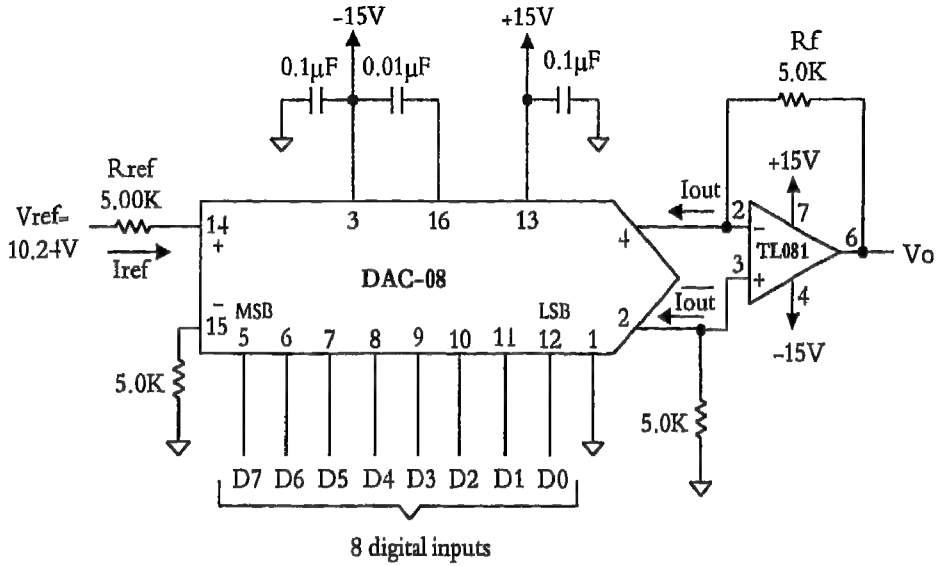 -15V
+15V
0.1µF
0.01µF
0.1µF
Rf
5.0K
Rref
5.00K
Vref=
10,24V
Iref
14
+
3
16
13
4
Iout
2
-
7
+15V
TL081
6
Vo
3
+
4
-15V
DAC-08
Iout
2
-
15
MSB
LSB
5
6
7
8
9
10
11
12
1
5.0K
5.0K
D7
D6
D5
D4
D3
D2
D1
D0
8 digital inputs